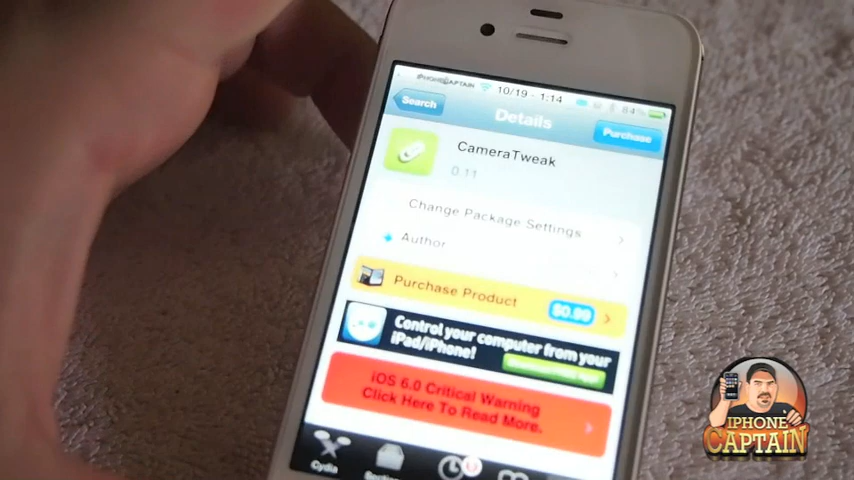 iPHONECAPTAIN 10/19 - 1:14 84%
Search
Details
Purchase
CameraTweak
0.11
Change Package Settings
Author
Purchase Product
$0.99
Control your computer from your
iPad/iPhone!
iOS 6.0 Critical Warning
Click Here To Read More.
Cydia
IPHONE
CAPTAIN